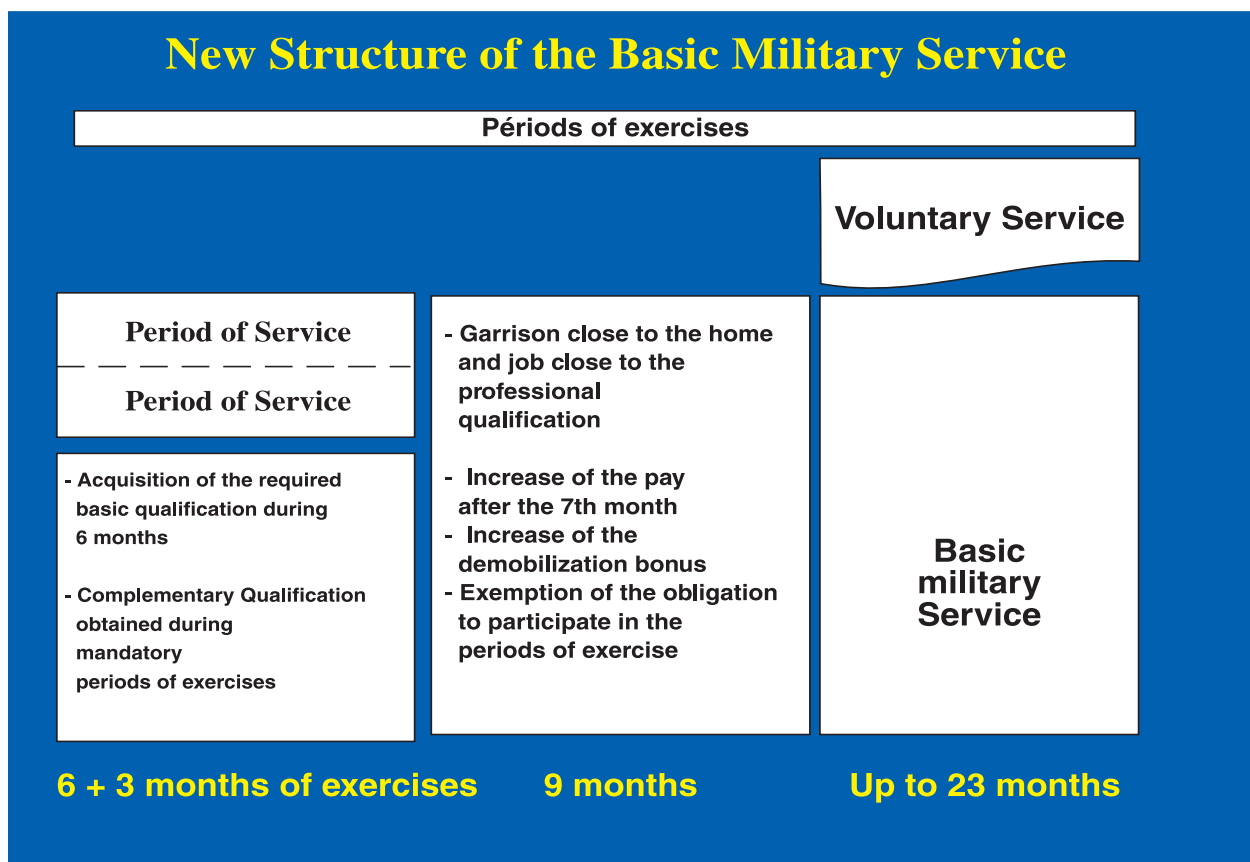 New Structure of the Basic Military Service
Périods of exercises
Voluntary Service
Period of Service
Period of Service
- Acquisition of the required
basic qualification during
6 months
- Complementary Qualification
obtained during
mandatory
periods of exercises
- Garrison close to the home
and job close to the
professional
qualification
- Increase of the pay
after the 7th month
- Increase of the
demobilization bonus
- Exemption of the obligation
to participate in the
periods of exercise
Basic
military
Service
6 + 3 months of exercises
9 months
Up to 23 months